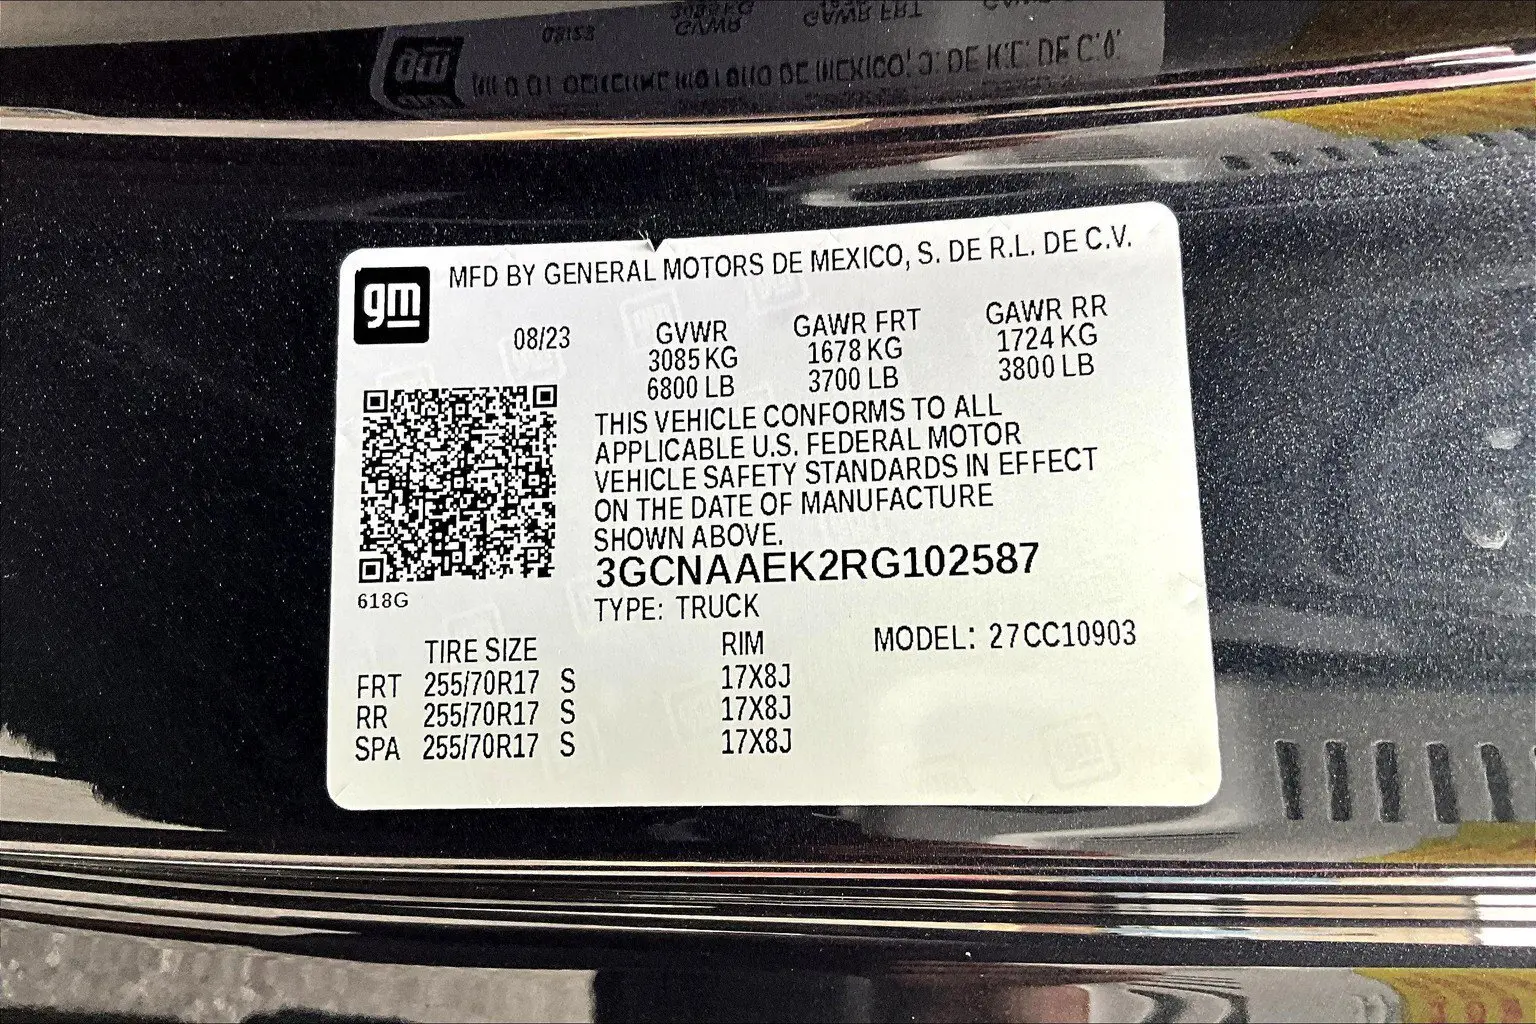 gm
MFD BY GENERAL MOTORS DE MEXICO, S. DE R.L. DE C.V.
08/23
GVWR GAWR FRT GAWR RR
3085 KG 1678 KG 1724 KG
6800 LB 3700 LB 3800 LB
THIS VEHICLE CONFORMS TO ALL
APPLICABLE U.S. FEDERAL MOTOR
VEHICLE SAFETY STANDARDS IN EFFECT
ON THE DATE OF MANUFACTURE
SHOWN ABOVE.
3GCNAAEK2RG102587
618G
TYPE: TRUCK
TIRE SIZE RIM MODEL: 27CC10903
FRT 255/70R17 S 17X8J
RR 255/70R17 S 17X8J
SPA 255/70R17 S 17X8J